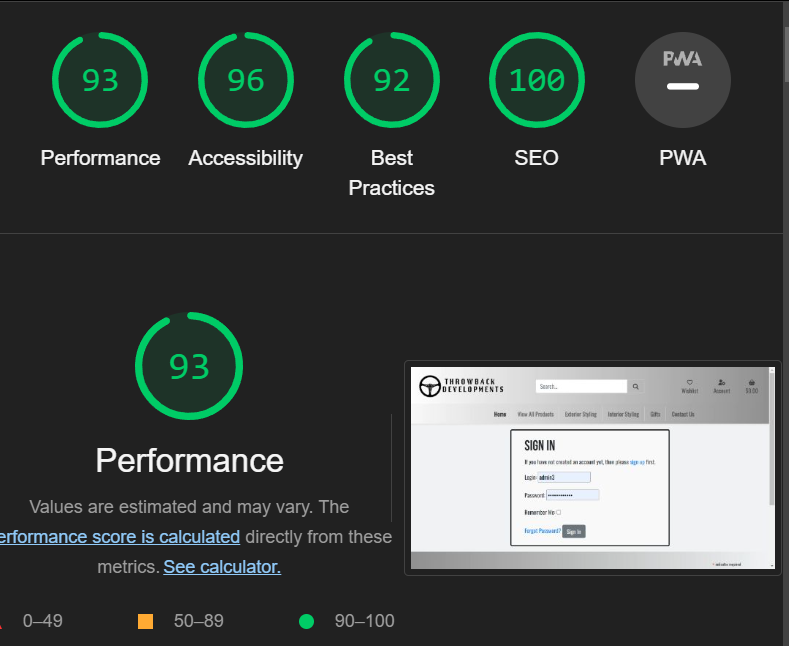 93
96
92
100
PWA
Performance
Accessibility
Best
Practices
SEO
PWA
93
Performance
Values are estimated and may vary. The
erformance score is calculated directly from these
metrics. See calculator.
0–49
50–89
90–100
THROWBACK
DEVELOPMENTS
Search..
Wishlist
Account
$0.00
Home View All Products Exterior Styling Interior Styling Gifts Contact Us
SIGN IN
If you have not created an account yet, then please sign up first.
Login: admin2
Password:
Remember Me:
Forgot Password? Sign In